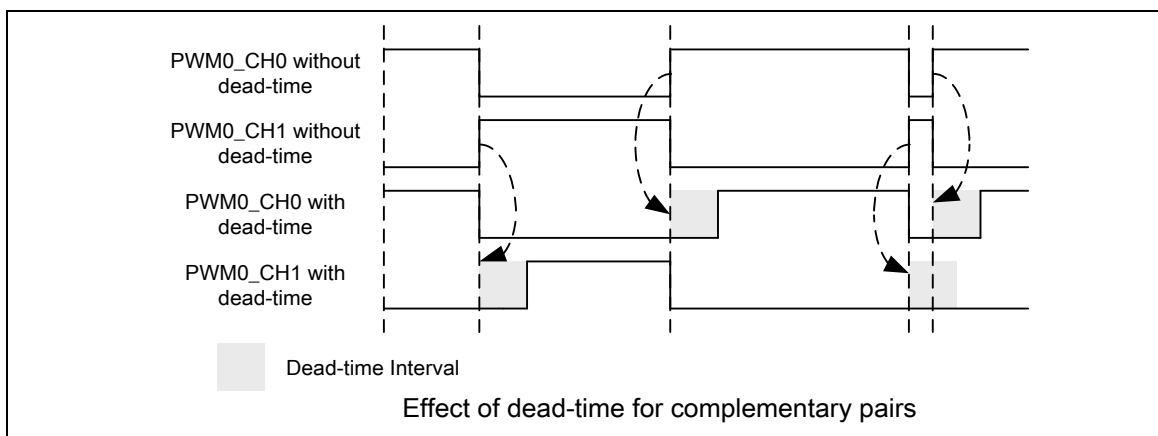 PWM0_CH0 without
dead-time
PWM0_CH1 without
dead-time
PWM0_CH0 with
dead-time
PWM0_CH1 with
dead-time
Dead-time Interval
Effect of dead-time for complementary pairs